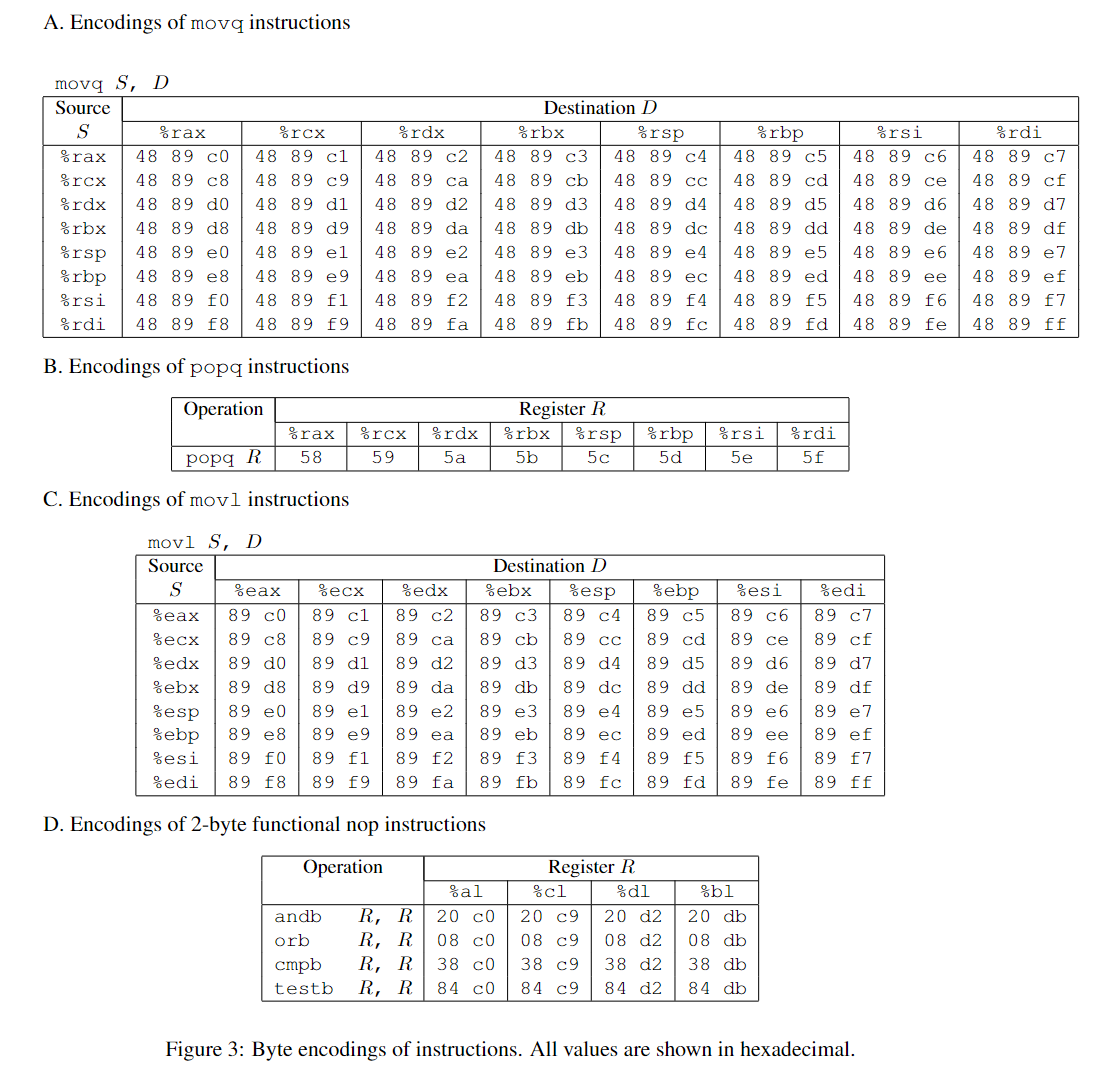 A. Encodings of movq instructions
movq S, D
Source Destination D
S %rax %rcx %rdx %rbx %rsp %rbp %rsi %rdi
%rax 48 89 c0 48 89 c1 48 89 c2 48 89 c3 48 89 c4 48 89 c5 48 89 c6 48 89 c7
%rcx 48 89 c8 48 89 c9 48 89 ca 48 89 cb 48 89 cc 48 89 cd 48 89 ce 48 89 cf
%rdx 48 89 d0 48 89 d1 48 89 d2 48 89 d3 48 89 d4 48 89 d5 48 89 d6 48 89 d7
%rbx 48 89 d8 48 89 d9 48 89 da 48 89 db 48 89 dc 48 89 dd 48 89 de 48 89 df
%rsp 48 89 e0 48 89 e1 48 89 e2 48 89 e3 48 89 e4 48 89 e5 48 89 e6 48 89 e7
%rbp 48 89 e8 48 89 e9 48 89 ea 48 89 eb 48 89 ec 48 89 ed 48 89 ee 48 89 ef
%rsi 48 89 f0 48 89 f1 48 89 f2 48 89 f3 48 89 f4 48 89 f5 48 89 f6 48 89 f7
%rdi 48 89 f8 48 89 f9 48 89 fa 48 89 fb 48 89 fc 48 89 fd 48 89 fe 48 89 ff
B. Encodings of popq instructions
Operation Register R
%rax %rcx %rdx %rbx %rsp %rbp %rsi %rdi
popq R 58 59 5a 5b 5c 5d 5e 5f
C. Encodings of movl instructions
movl S, D
Source Destination D
S %eax %ecx %edx %ebx %esp %ebp %esi %edi
%eax 89 c0 89 c1 89 c2 89 c3 89 c4 89 c5 89 c6 89 c7
%ecx 89 c8 89 c9 89 ca 89 cb 89 cc 89 cd 89 ce 89 cf
%edx 89 d0 89 d1 89 d2 89 d3 89 d4 89 d5 89 d6 89 d7
%ebx 89 d8 89 d9 89 da 89 db 89 dc 89 dd 89 de 89 df
%esp 89 e0 89 e1 89 e2 89 e3 89 e4 89 e5 89 e6 89 e7
%ebp 89 e8 89 e9 89 ea 89 eb 89 ec 89 ed 89 ee 89 ef
%esi 89 f0 89 f1 89 f2 89 f3 89 f4 89 f5 89 f6 89 f7
%edi 89 f8 89 f9 89 fa 89 fb 89 fc 89 fd 89 fe 89 ff
D. Encodings of 2-byte functional nop instructions
Operation Register R
%al %cl %dl %bl
andb R, R 20 c0 20 c9 20 d2 20 db
orb R, R 08 c0 08 c9 08 d2 08 db
cmpb R, R 38 c0 38 c9 38 d2 38 db
testb R, R 84 c0 84 c9 84 d2 84 db
Figure 3: Byte encodings of instructions. All values are shown in hexadecimal.